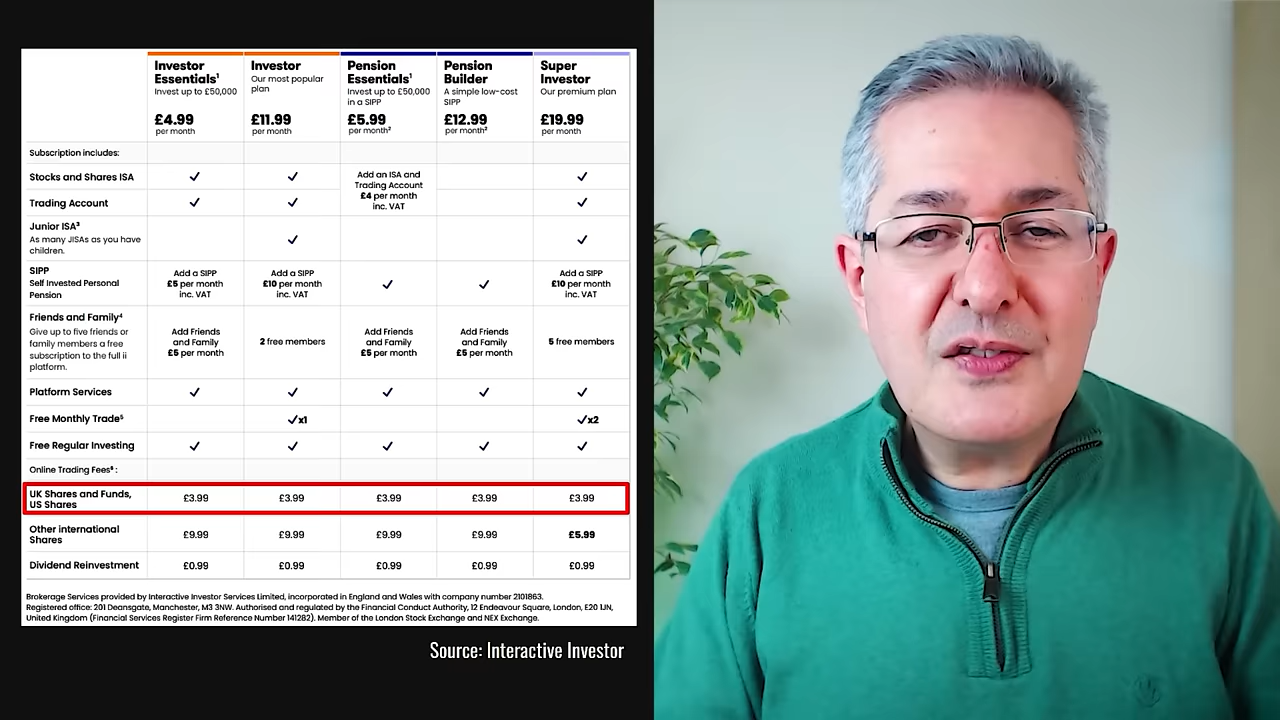 Investor Essentials¹
Invest up to £50,000
£4.99
per month
Investor
Our most popular plan
£11.99
per month
Pension Essentials¹
Invest up to £50,000 in a SIPP
£5.99
per month²
Pension Builder
A simple low-cost SIPP
£12.99
per month²
Super Investor
Our premium plan
£19.99
per month
Subscription includes:
Stocks and Shares ISA ✓ ✓ ✓
Trading Account ✓ ✓ ✓
Add an ISA and
Trading Account
£4 per month
inc. VAT
Junior ISA³
As many JISAs as you have
children.
✓ ✓
SIPP
Self Invested Personal
Pension
Add a SIPP
£5 per month
inc. VAT
Add a SIPP
£10 per month
inc. VAT
✓ ✓
Add a SIPP
£10 per month
inc. VAT
Friends and Family⁴
Give up to five friends or
family members a free
subscription to the full ii
platform.
Add Friends
and Family
£5 per month
2 free members
Add Friends
and Family
£5 per month
Add Friends
and Family
£5 per month
5 free members
Platform Services ✓ ✓ ✓ ✓ ✓
Free Monthly Trade⁵ ✓x1 ✓x2
Free Regular Investing ✓ ✓ ✓ ✓ ✓
Online Trading Fees⁶ :
UK Shares and Funds,
US Shares
£3.99 £3.99 £3.99 £3.99 £3.99
Other international
Shares
£9.99 £9.99 £9.99 £9.99 £5.99
Dividend Reinvestment £0.99 £0.99 £0.99 £0.99 £0.99
Brokerage Services provided by Interactive Investor Services Limited, incorporated in England and Wales with company number 2101863.
Registered office: 201 Deansgate, Manchester, M3 3NW. Authorised and regulated by the Financial Conduct Authority, 12 Endeavour Square, London, E20 1JN,
United Kingdom (Financial Services Register Firm Reference Number 141282). Member of the London Stock Exchange and NEX Exchange.
Source: Interactive Investor